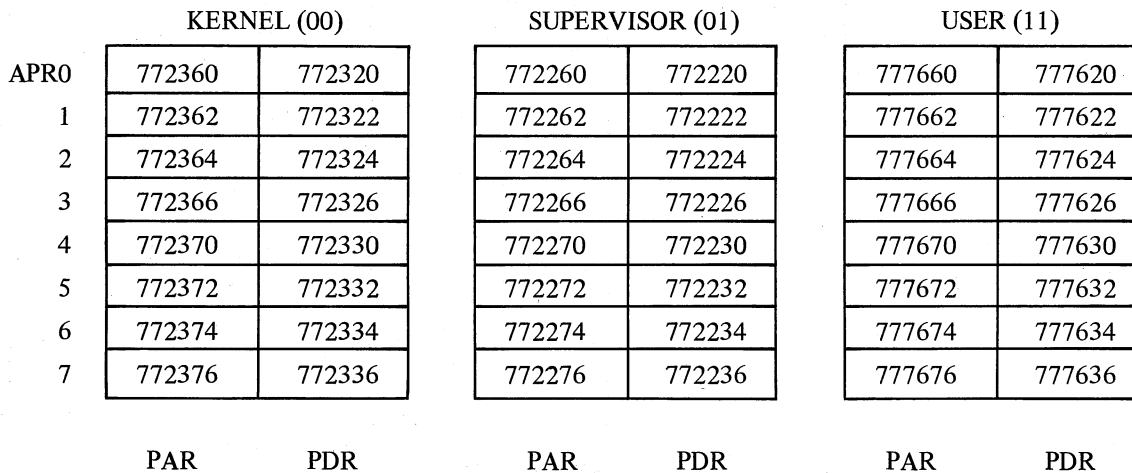 KERNEL (00) SUPERVISOR (01) USER (11)
APR0 772360 772320 772260 772220 777660 777620
1 772362 772322 772262 772222 777662 777622
2 772364 772324 772264 772224 777664 777624
3 772366 772326 772266 772226 777666 777626
4 772370 772330 772270 772230 777670 777630
5 772372 772332 772272 772232 777672 777632
6 772374 772334 772274 772234 777674 777634
7 772376 772336 772276 772236 777676 777636
PAR PDR PAR PDR PAR PDR